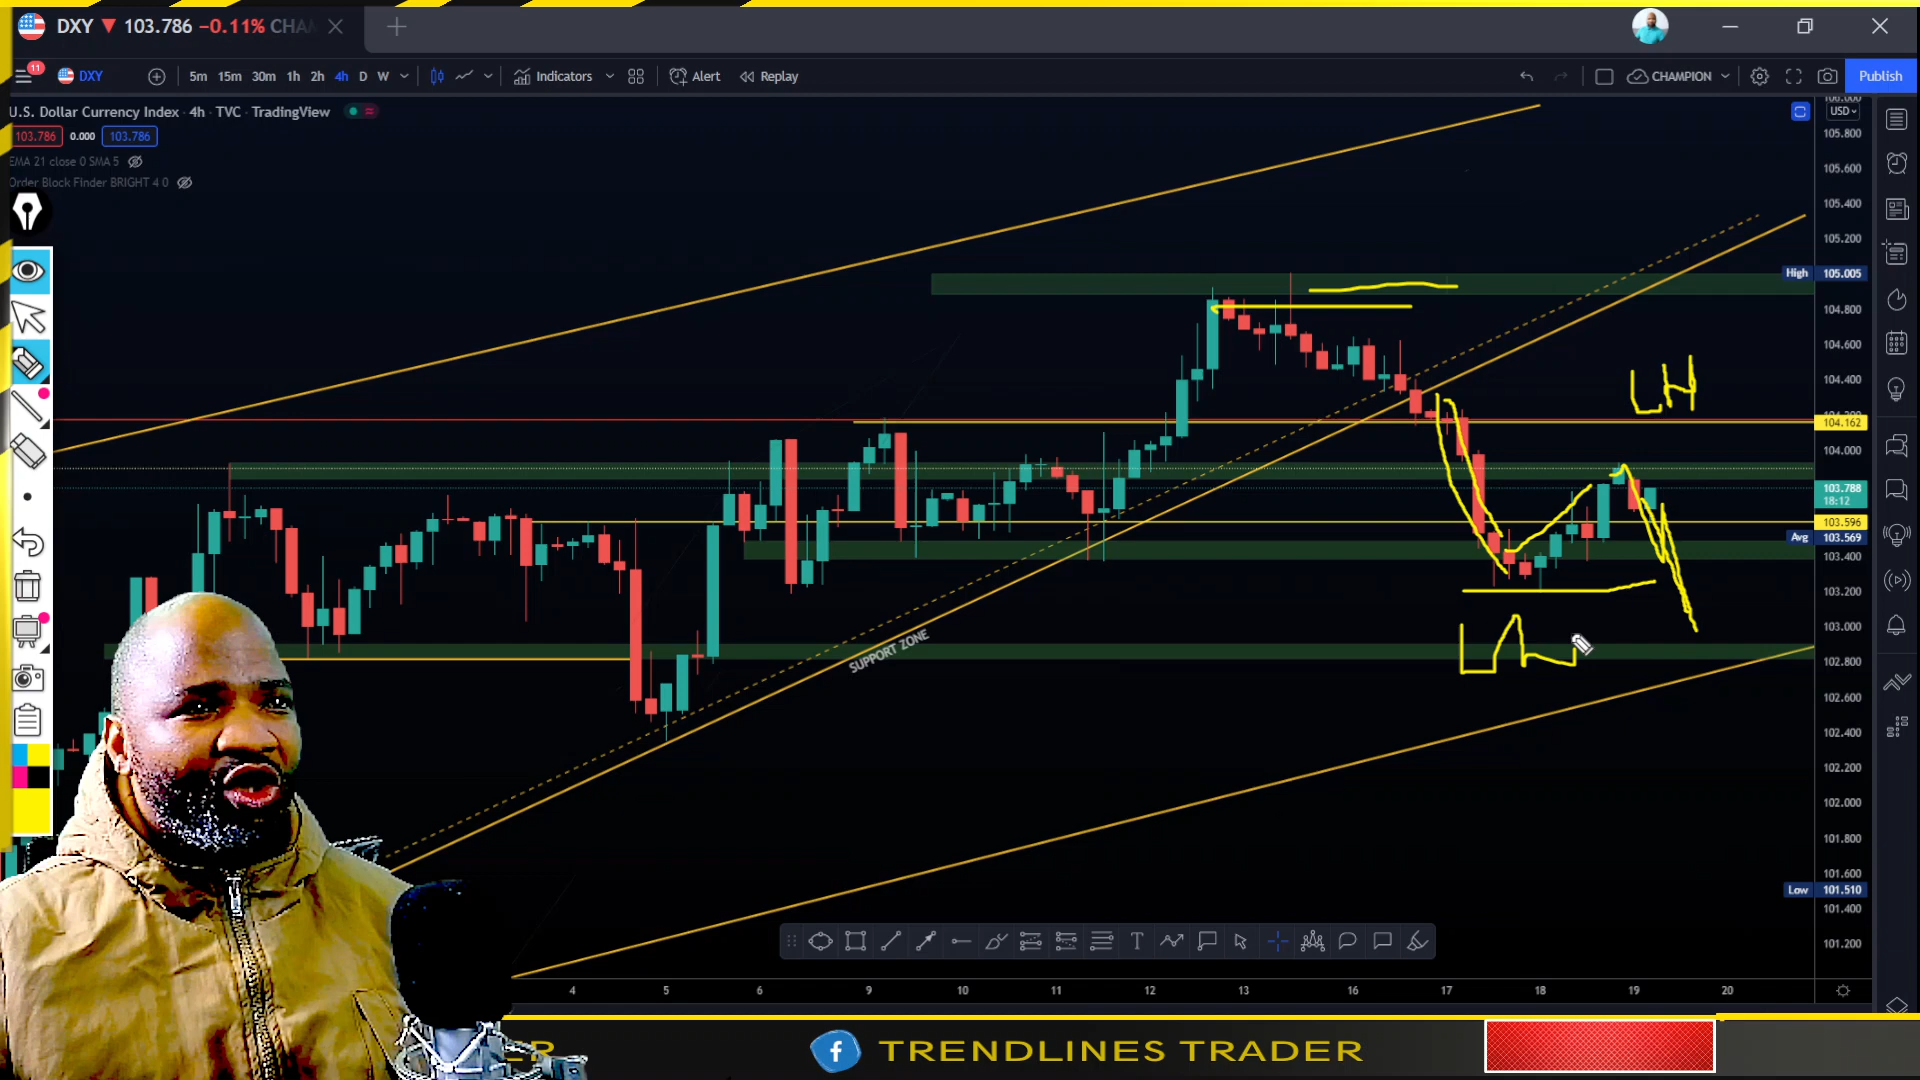 DXY ▼ 103.786 −0.11% CHA
11
DXY 5m 15m 30m 1h 2h 4h D W Indicators Alert Replay CHAMPION Publish
U.S. Dollar Currency Index · 4h · TVC · TradingView
103.786 0.000 103.786
EMA 21 close 0 SMA 5
Order Block Finder BRIGHT 4 0
USD
105.800
105.600
105.400
105.200
High 105.005
104.800
104.600
104.400
LH
104.162
104.000
103.788
18:12
103.596
Avg 103.569
103.400
103.200
103.000
SUPPORT ZONE
102.800
102.600
102.400
102.200
102.000
101.800
101.600
Low 101.510
101.400
101.200
4 5 6 9 10 11 12 13 16 17 18 19 20
TRENDLINES TRADER